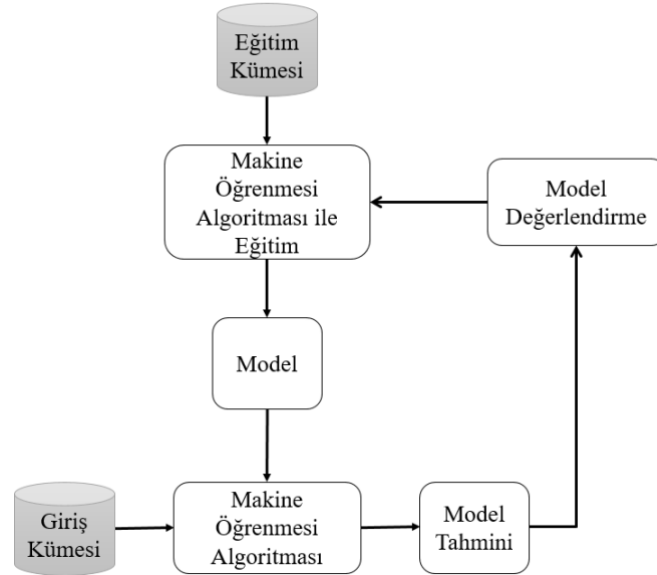 Eğitim
Kümesi
Makine
Öğrenmesi
Algoritması ile
Eğitim
Model
Değerlendirme
Model
Giriş
Kümesi
Makine
Öğrenmesi
Algoritması
Model
Tahmini